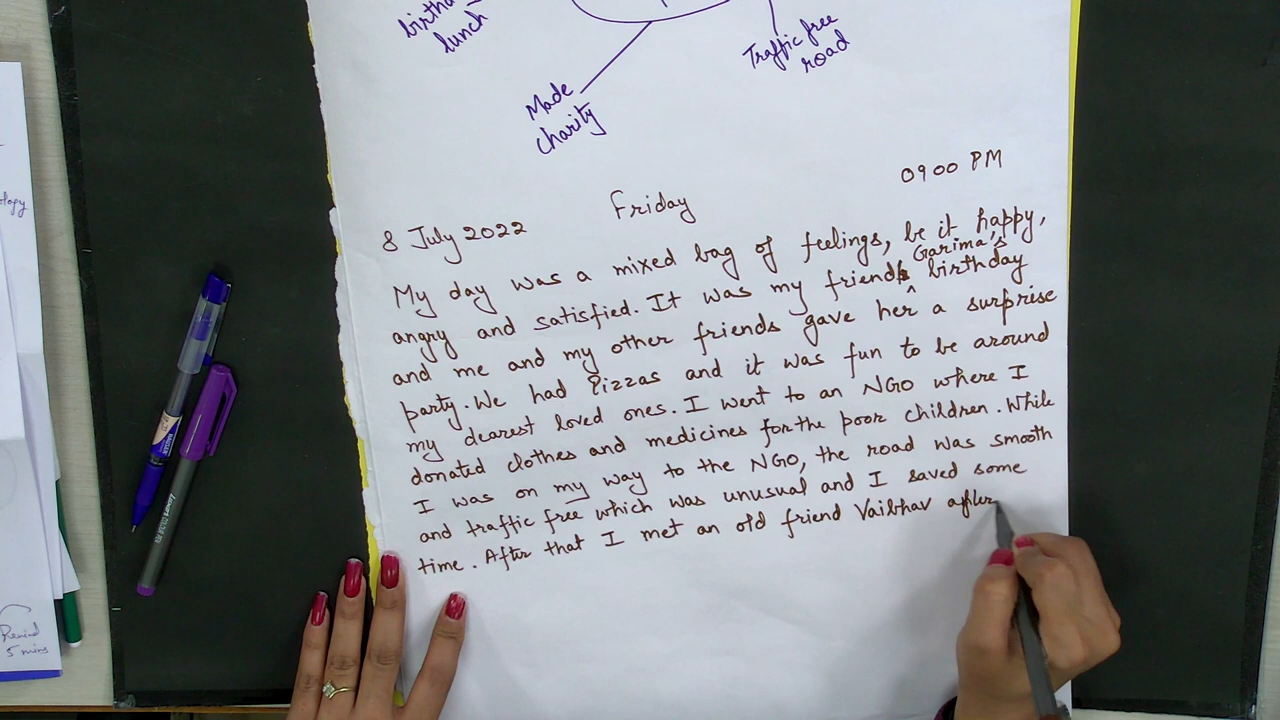 lunch
Traffic free
road
Made
charity
09 00 PM
Friday
8 July 2022
My day was a mixed bag of feelings, be it happy,
angry and satisfied. It was my friend Garima's birthday
and me and my other friends gave her a surprise
party. We had Pizzas and it was fun to be around
my dearest loved ones. I went to an NGO where I
donated clothes and medicines for the poor children. While
I was on my way to the NGO, the road was smooth
and traffic free which was unusual and I saved some
time. After that I met an old friend Vaibhav after
5 mins